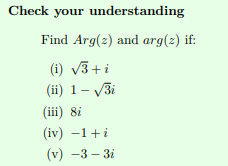 Check your understanding
Find Arg(z) and arg(z) if:
(i) √3 + i
(ii) 1 − √3i
(iii) 8i
(iv) −1 + i
(v) −3 − 3i